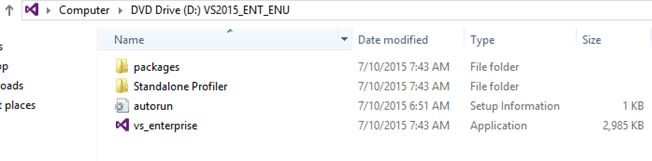 Computer ▸ DVD Drive (D:) VS2015_ENT_ENU
Name Date modified Type Size
packages 7/10/2015 7:43 AM File folder
Standalone Profiler 7/10/2015 7:43 AM File folder
autorun 7/10/2015 6:51 AM Setup Information 1 KB
vs_enterprise 7/10/2015 7:43 AM Application 2,985 KB
oads
places